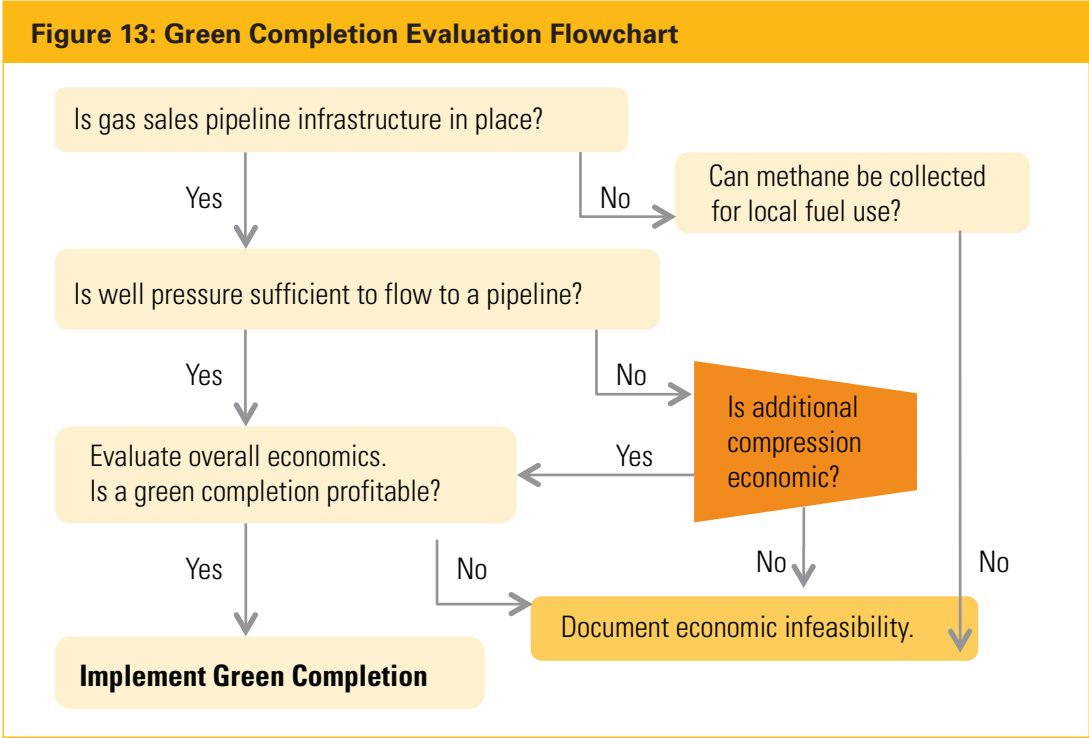 Figure 13: Green Completion Evaluation Flowchart
Is gas sales pipeline infrastructure in place?
Yes
No
Can methane be collected
for local fuel use?
Is well pressure sufficient to flow to a pipeline?
Yes
No
Is additional
compression
economic?
Yes
Evaluate overall economics.
Is a green completion profitable?
Yes
No
No
No
Document economic infeasibility.
Implement Green Completion